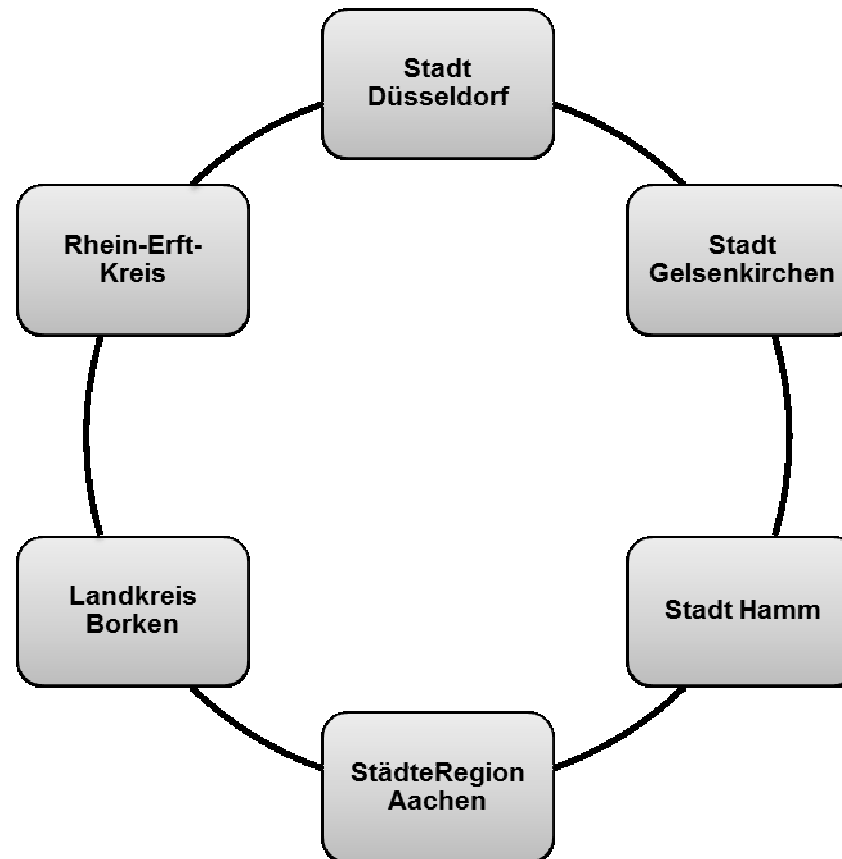 Stadt
Düsseldorf
Stadt
Gelsenkirchen
Stadt Hamm
StädteRegion
Aachen
Landkreis
Borken
Rhein-Erft-
Kreis